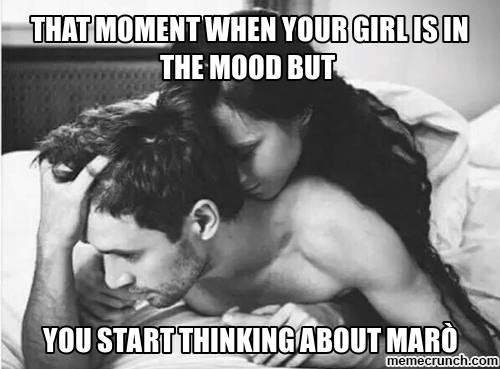 THAT MOMENT WHEN YOUR GIRL IS IN
THE MOOD BUT
YOU START THINKING ABOUT MARÒ
memecrunch.com